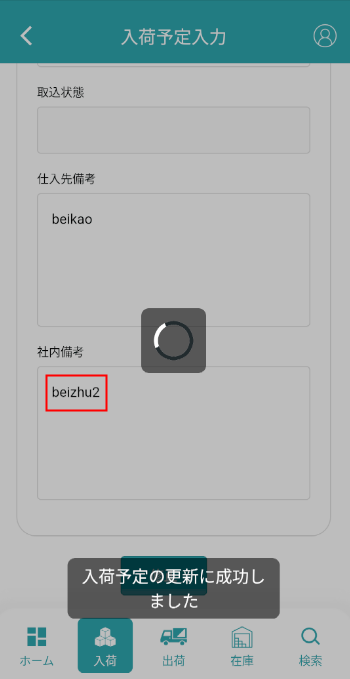 入荷予定入力
取込状態
仕入先備考
beikao
社内備考
beizhu2
入荷予定の更新に成功し
ました
ホーム
入荷
出荷
在庫
検索